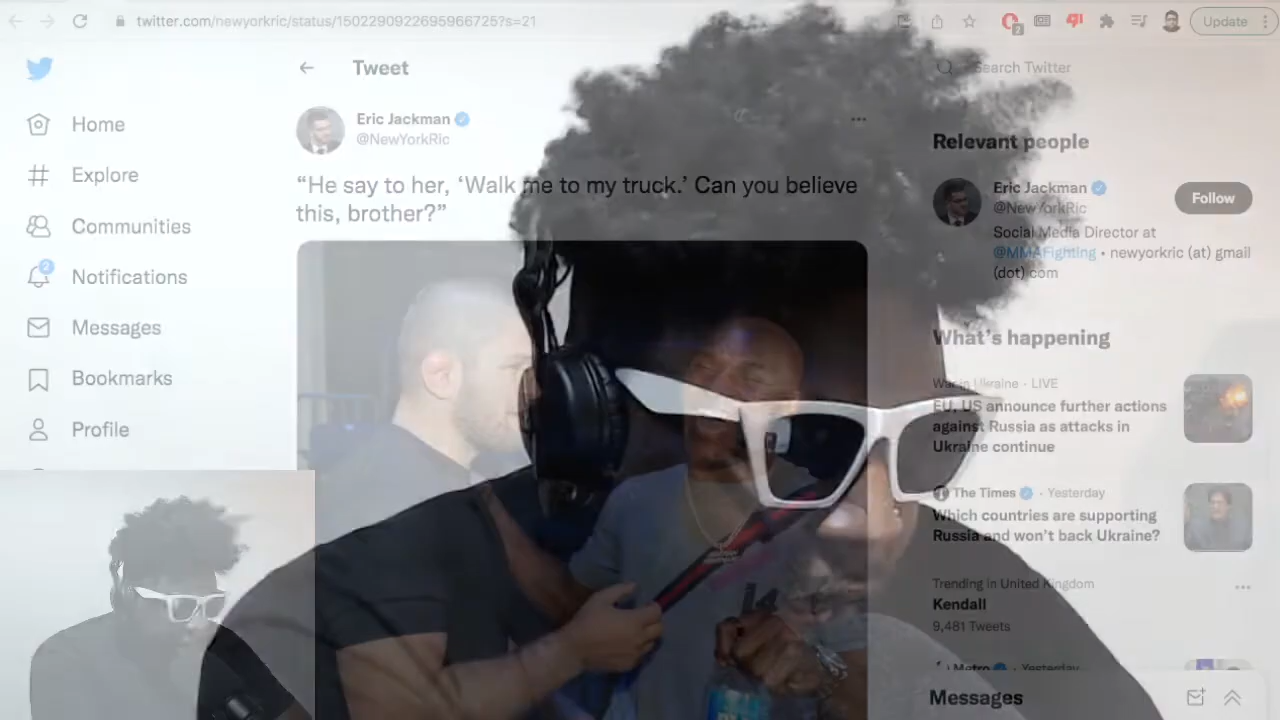 twitter.com/newyorkric/status/1502290922695966725?s=21
Update
2
Tweet
Search Twitter
Home
Explore
Communities
2
Notifications
Messages
Bookmarks
Profile
Eric Jackman
@NewYorkRic
“He say to her, ‘Walk me to my truck.’ Can you believe
this, brother?”
Relevant people
Eric Jackman
@NewYorkRic
Follow
Social Media Director at
@MMAFighting • newyorkric (at) gmail
(dot) com
What’s happening
War in Ukraine · LIVE
EU, US announce further actions
against Russia as attacks in
Ukraine continue
The Times · Yesterday
Which countries are supporting
Russia and won’t back Ukraine?
Trending in United Kingdom
Kendall
9,481 Tweets
Metro · Yesterday
Messages